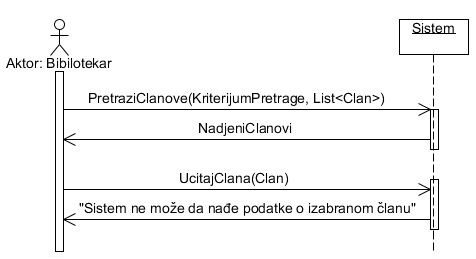 Sistem
Aktor: Bibilotekar
PretraziClanove(KriterijumPretrage, List<Clan>)
NadjeniClanovi
UcitajClana(Clan)
"Sistem ne može da nađe podatke o izabranom članu"